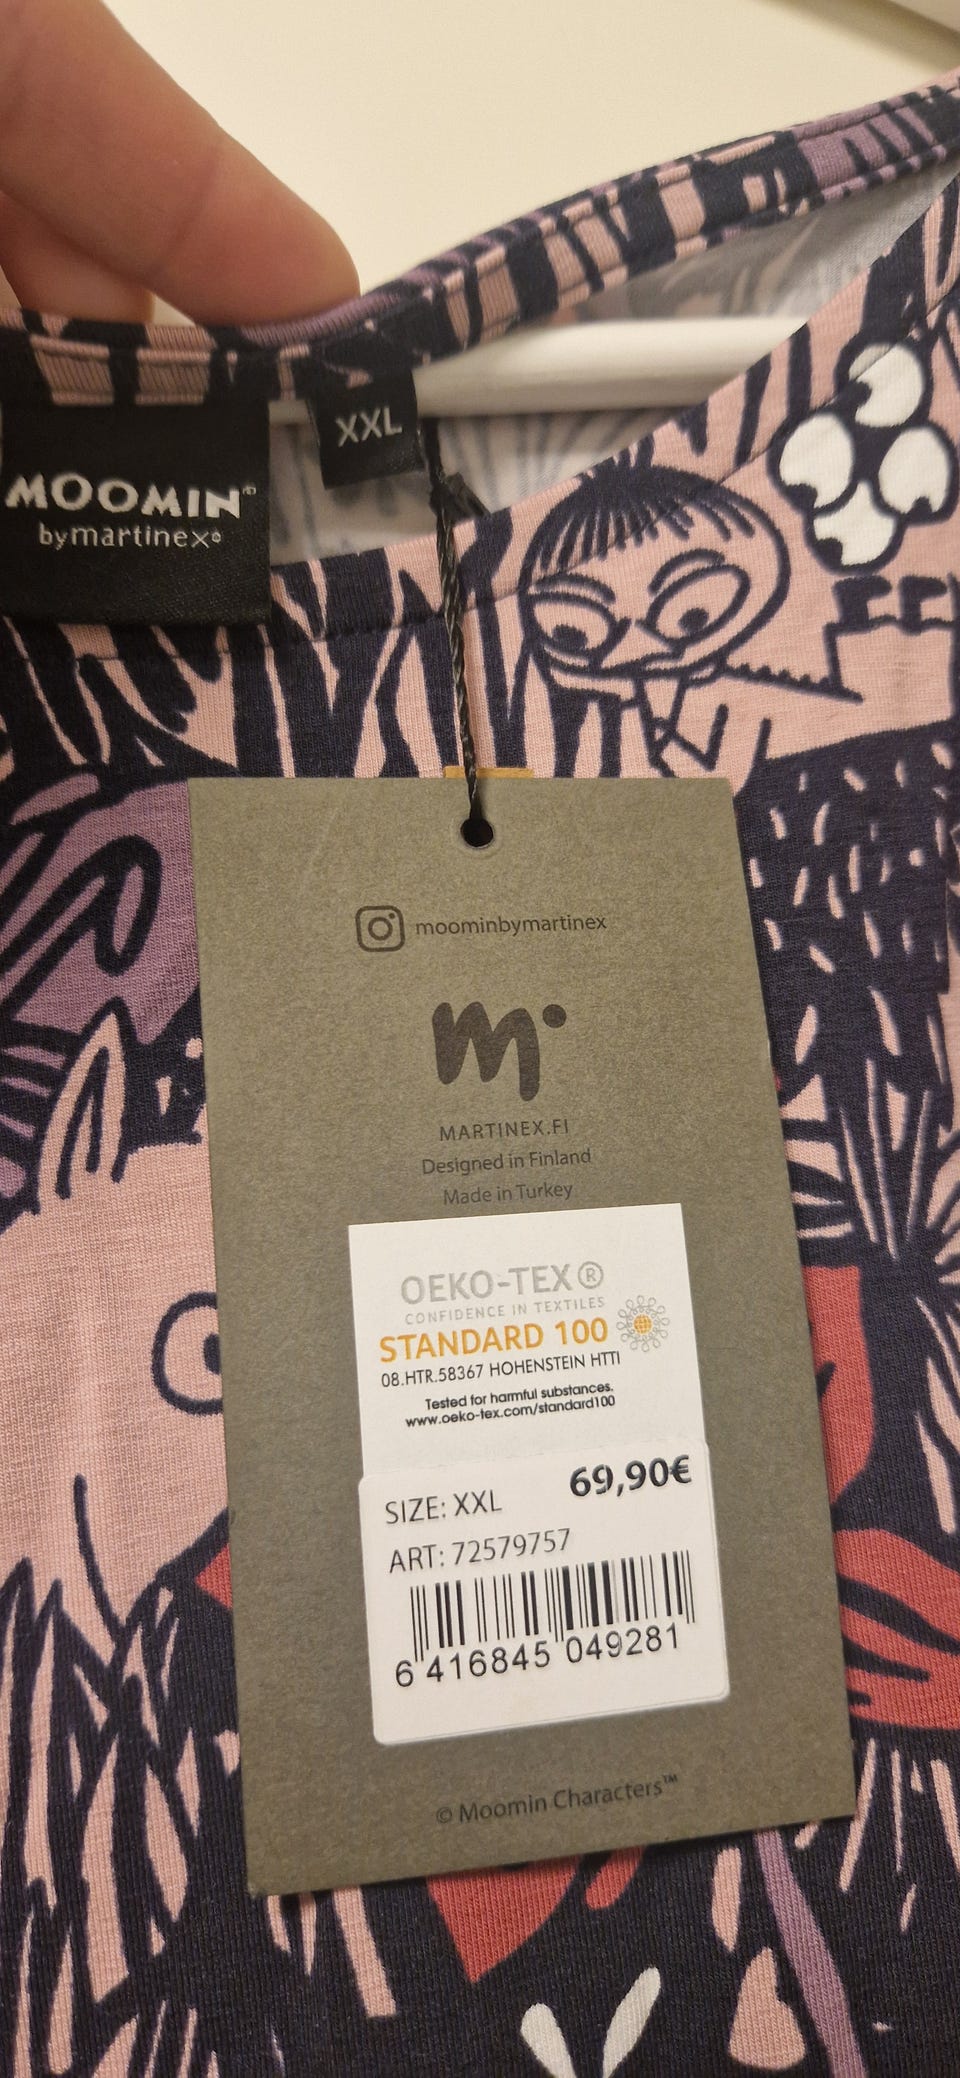 XXL
MOOMIN
bymartinex
moominbymartinex
m
MARTINEX.FI
Designed in Finland
Made in Turkey
OEKO-TEX®
CONFIDENCE IN TEXTILES
STANDARD 100
08.HTR.58367 HOHENSTEIN HTTI
Tested for harmful substances.
www.oeko-tex.com/standard100
69,90€
SIZE: XXL
ART: 72579757
6 416845 049281
© Moomin Characters™